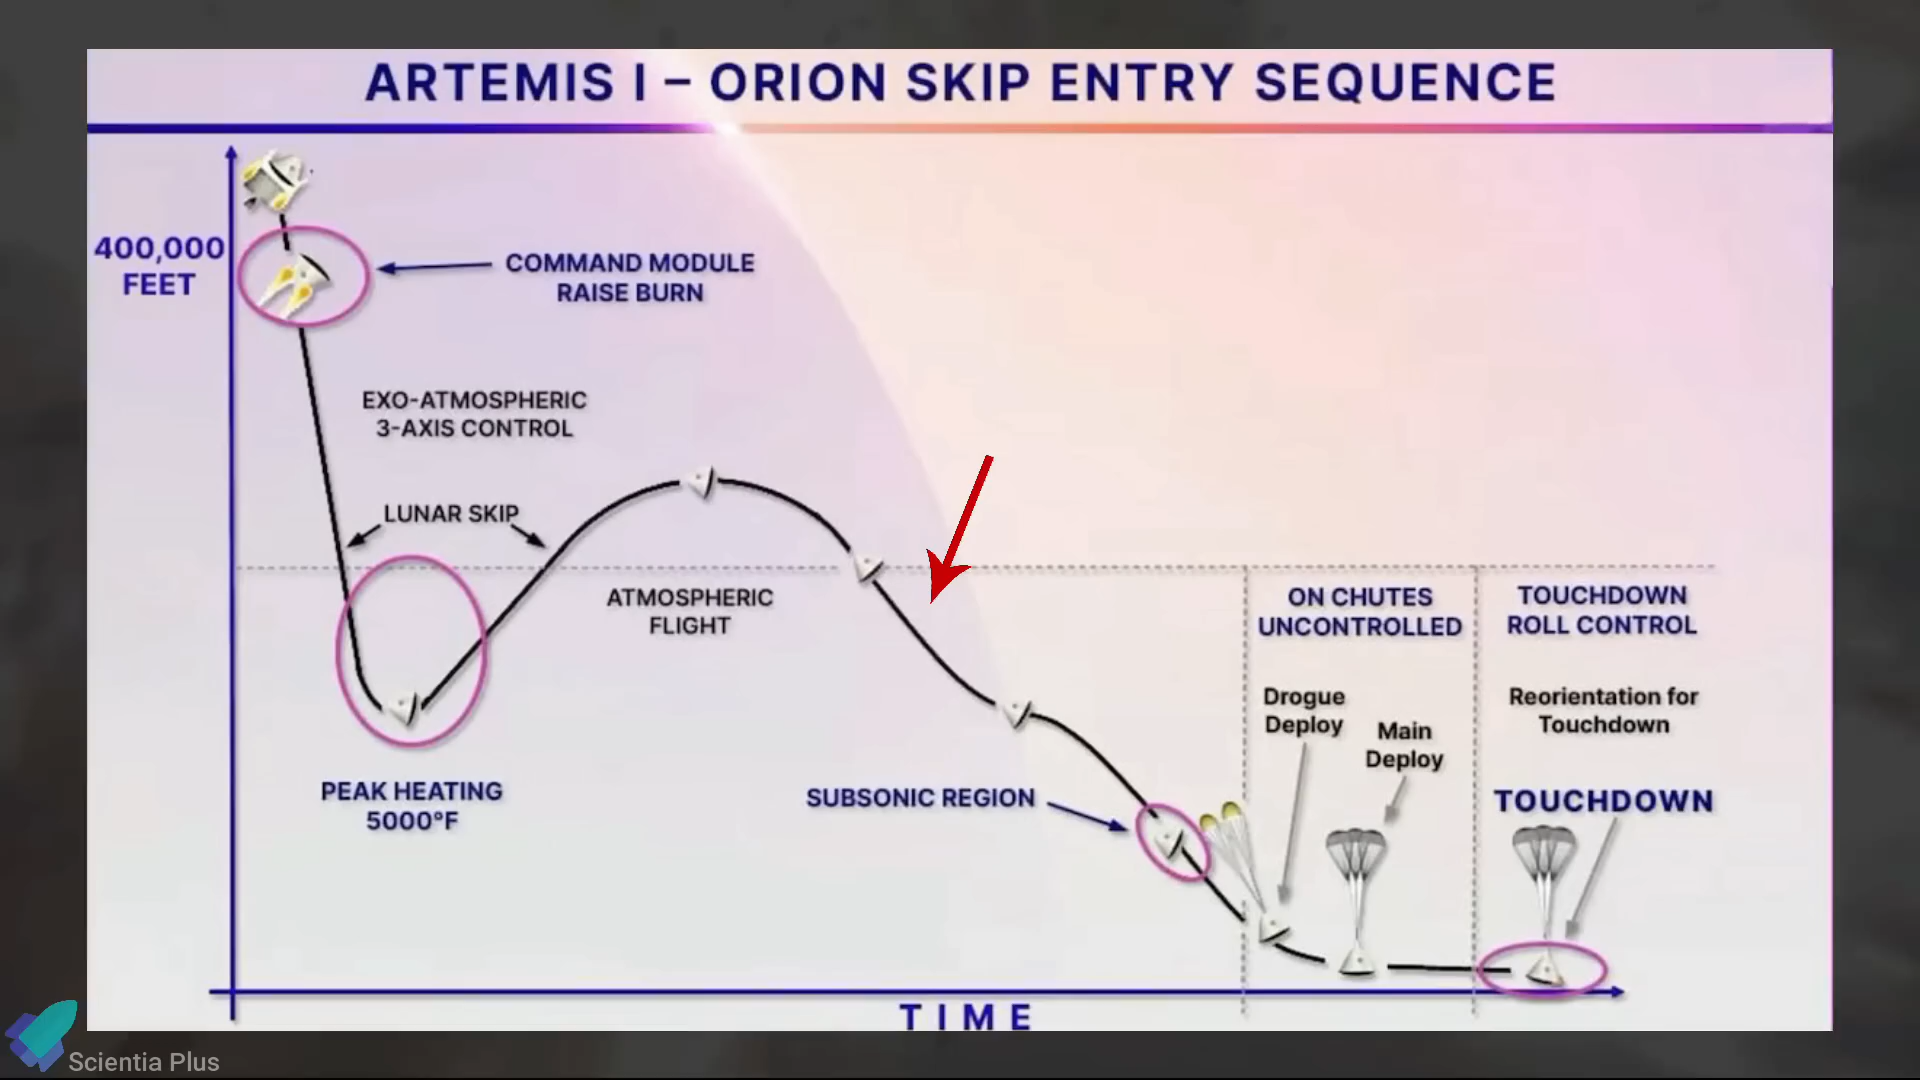 ARTEMIS I – ORION SKIP ENTRY SEQUENCE
400,000
FEET
COMMAND MODULE
RAISE BURN
EXO-ATMOSPHERIC
3-AXIS CONTROL
LUNAR SKIP
ATMOSPHERIC
FLIGHT
PEAK HEATING
5000°F
SUBSONIC REGION
ON CHUTES
UNCONTROLLED
Drogue
Deploy
Main
Deploy
TOUCHDOWN
ROLL CONTROL
Reorientation for
Touchdown
TOUCHDOWN
TIME
Scientia Plus